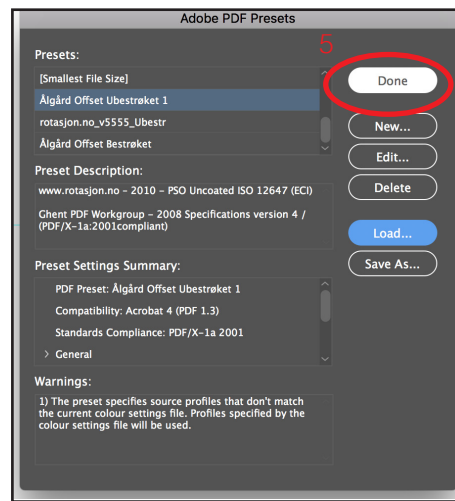 Adobe PDF Presets
5
Presets:
[Smallest File Size]
Ålgård Offset Ubestrøket 1
rotasjon.no_v5555_Ubestr
Ålgård Offset Bestrøket
Done
New...
Edit...
Delete
Load...
Save As...
Preset Description:
www.rotasjon.no – 2010 – PSO Uncoated ISO 12647 (ECI)
Ghent PDF Workgroup – 2008 Specifications version 4 /
(PDF/X-1a:2001compliant)
Preset Settings Summary:
PDF Preset: Ålgård Offset Ubestrøket 1
Compatibility: Acrobat 4 (PDF 1.3)
Standards Compliance: PDF/X-1a 2001
> General
Warnings:
1) The preset specifies source profiles that don't match
the current colour settings file. Profiles specified by the
colour settings file will be used.